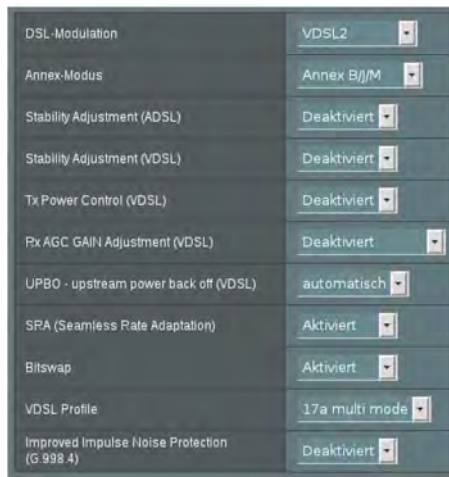 DSL-Modulation VDSL2
Annex-Modus Annex B/J/M
Stability Adjustment (ADSL) Deaktiviert
Stability Adjustment (VDSL) Deaktiviert
Tx Power Control (VDSL) Deaktiviert
Rx AGC GAIN Adjustment (VDSL) Deaktiviert
UPBO - upstream power back off (VDSL) automatisch
SRA (Seamless Rate Adaptation) Aktiviert
Bitswap Aktiviert
VDSL Profile 17a multi mode
Improved Impulse Noise Protection
(G.998.4) Deaktiviert